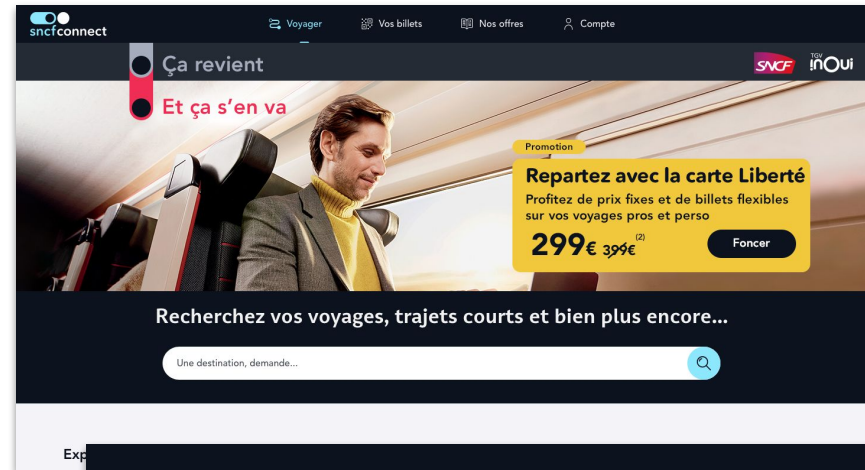 sncfconnect
Voyager
Vos billets
Nos offres
Compte
Ça revient
SNCF
TGV
inOui
Et ça s'en va
Promotion
Repartez avec la carte Liberté
Profitez de prix fixes et de billets flexibles
sur vos voyages pros et perso
299€ 399€ (2)
Foncer
Recherchez vos voyages, trajets courts et bien plus encore...
Une destination, demande...
Exp